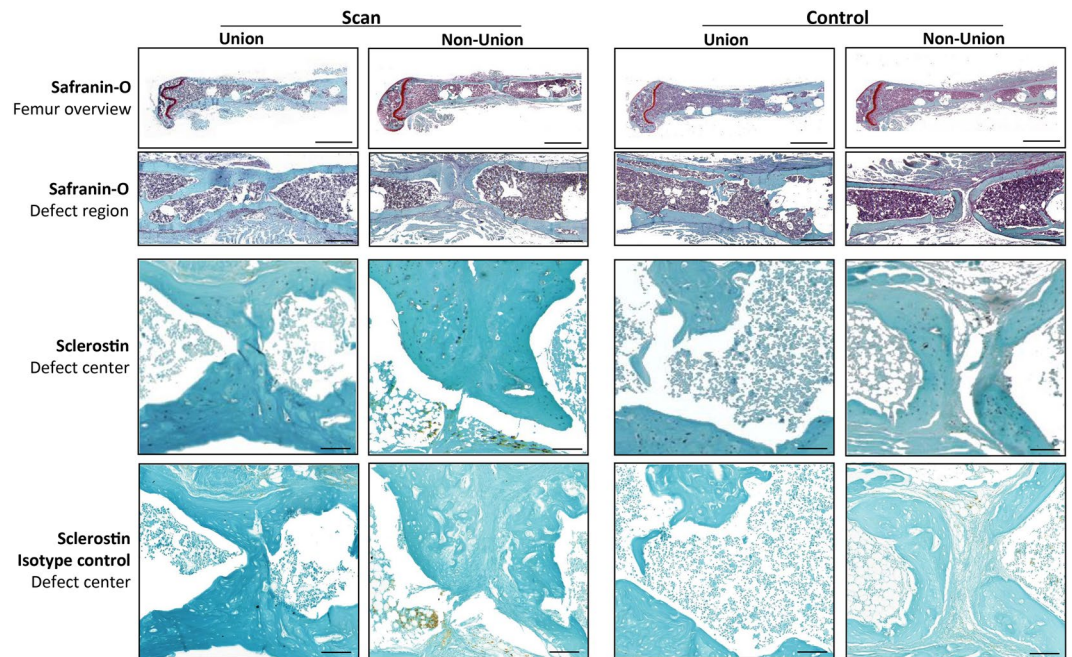 Scan
Control
Union
Non-Union
Union
Non-Union
Safranin-O
Femur overview
Safranin-O
Defect region
Sclerostin
Defect center
Sclerostin
Isotype control
Defect center